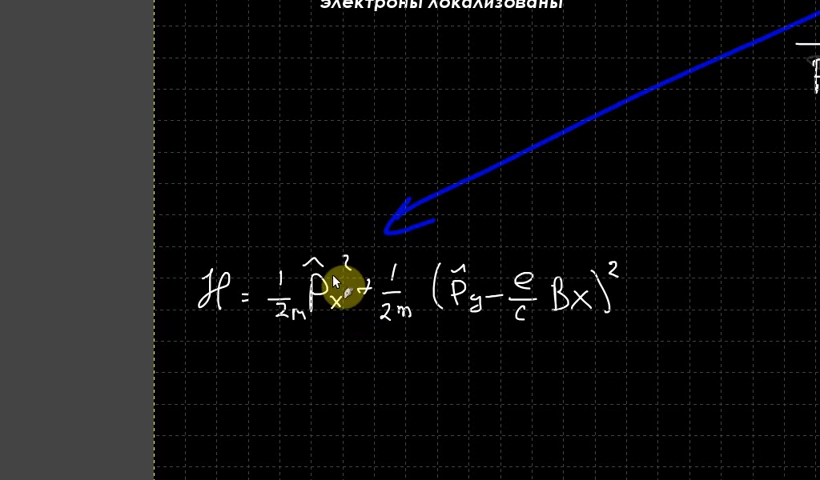 электроны локализованы
ℋ = 1/2m P̂ₓ² + 1/2m (P̂y − e/c Bx)²